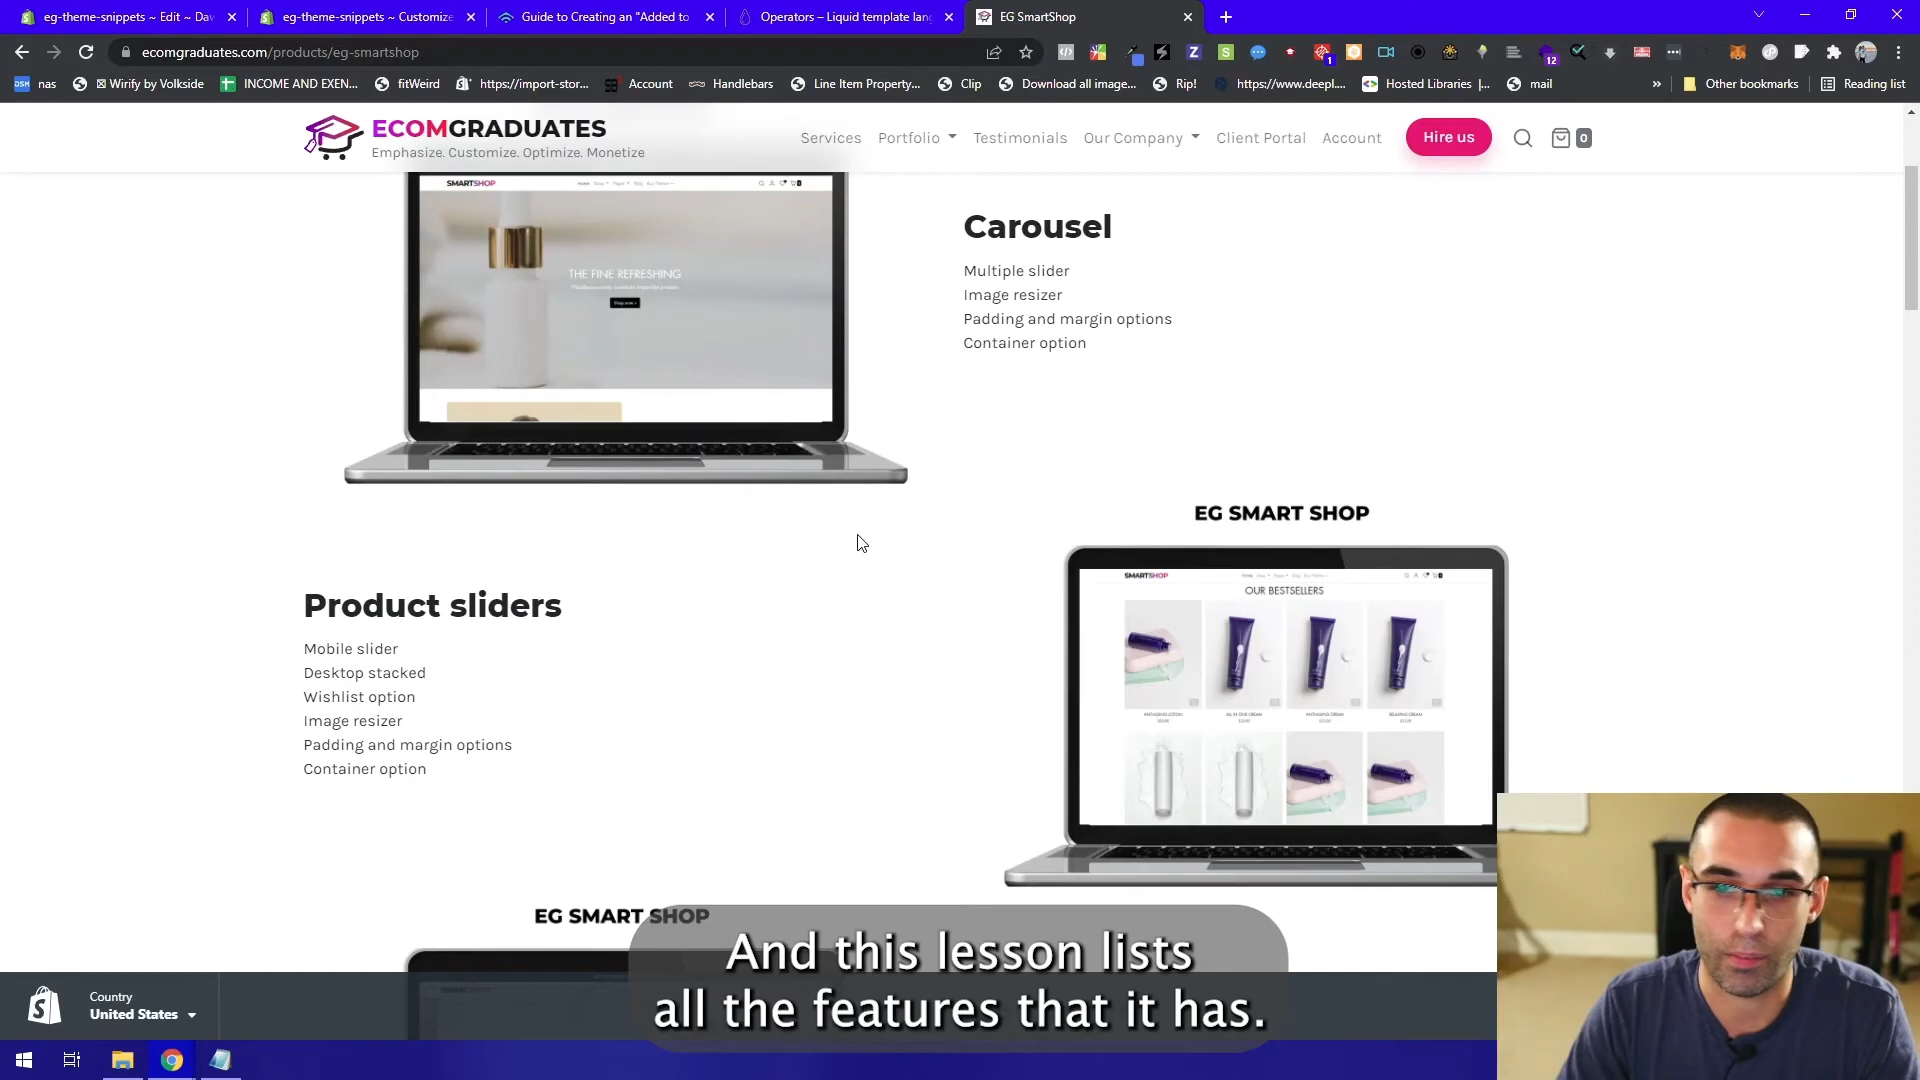 eg-theme-snippets ~ Edit ~ Daw
eg-theme-snippets ~ Customize
Guide to Creating an "Added to
Operators – Liquid template lang
EG SmartShop
ecomgraduates.com/products/eg-smartshop
nas
Wirify by Volkside
INCOME AND EXEN...
fitWeird
https://import-stor...
Account
Handlebars
Line Item Property...
Clip
Download all image...
Rip!
https://www.deepl....
Hosted Libraries |...
mail
»
Other bookmarks
Reading list
ECOMGRADUATES
Emphasize. Customize. Optimize. Monetize
Services
Portfolio
Testimonials
Our Company
Client Portal
Account
Hire us
0
SMARTSHOP
THE FINE REFRESHING
Carousel
Multiple slider
Image resizer
Padding and margin options
Container option
EG SMART SHOP
SMARTSHOP
OUR BESTSELLERS
Product sliders
Mobile slider
Desktop stacked
Wishlist option
Image resizer
Padding and margin options
Container option
EG SMART SHOP
And this lesson lists
all the features that it has.
Country
United States